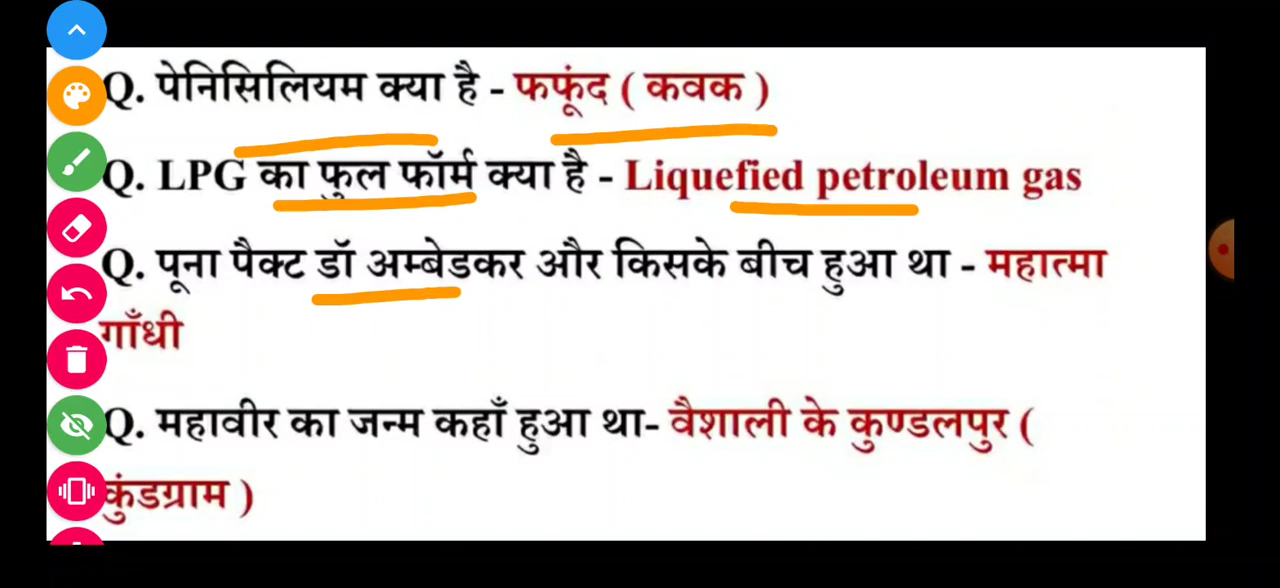 Q. पेनिसिलियम क्या है - फफूंद ( कवक )
Q. LPG का फुल फॉर्म क्या है - Liquefied petroleum gas
Q. पूना पैक्ट डॉ अम्बेडकर और किसके बीच हुआ था - महात्मा
गाँधी
Q. महावीर का जन्म कहाँ हुआ था- वैशाली के कुण्डलपुर (
कुंडग्राम )